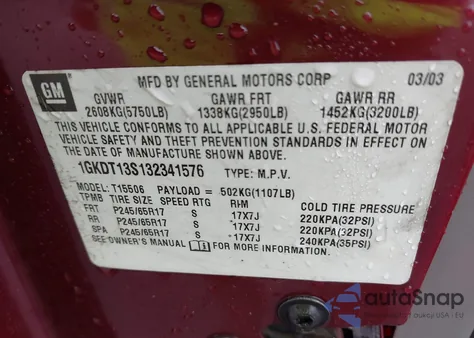 GM
MFD BY GENERAL MOTORS CORP 03/03
GVWR GAWR FRT GAWR RR
2608KG(5750LB) 1338KG(2950LB) 1452KG(3200LB)
THIS VEHICLE CONFORMS TO ALL APPLICABLE U.S. FEDERAL MOTOR
VEHICLE SAFETY AND THEFT PREVENTION STANDARDS IN EFFECT ON
THE DATE OF MANUFACTURE SHOWN ABOVE.
1GKDT13S132341576 TYPE: M.P.V.
MODEL: T15506 PAYLOAD = 502KG(1107LB)
TPMB TIRE SIZE SPEED RTG RIM COLD TIRE PRESSURE
FRT P245/65R17 S 17X7J 220KPA(32PSI)
RR P245/65R17 S 17X7J 220KPA(32PSI)
SPA P245/65R17 S 17X7J 240KPA(35PSI)
SEE OWNER'S MANUAL FOR MORE INFORMATION.
autoSnap